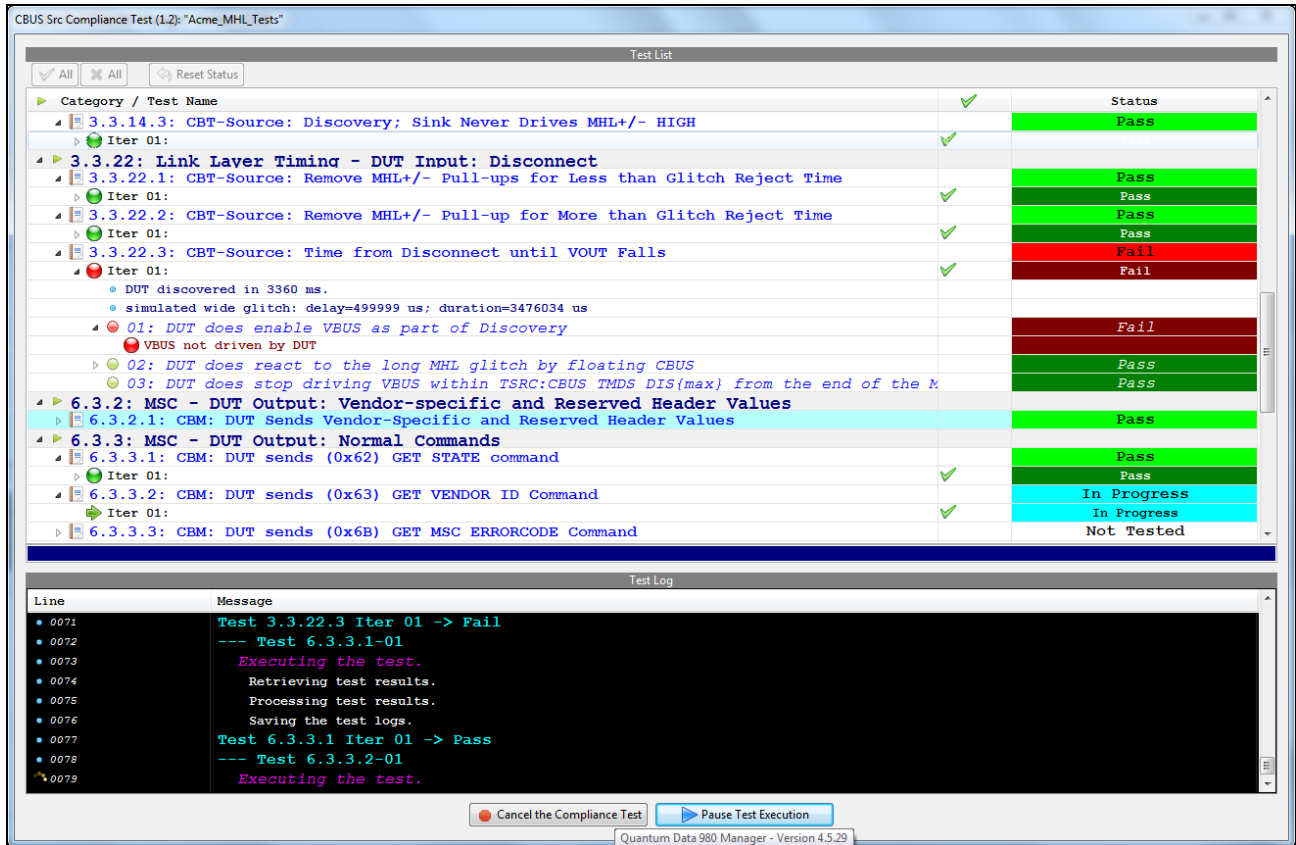 CBUS Src Compliance Test (1.2): "Acme_MHL_Tests"
Test List
All All Reset Status
Category / Test Name Status
3.3.14.3: CBT-Source: Discovery; Sink Never Drives MHL+/- HIGH Pass
Iter 01: Pass
3.3.22: Link Layer Timing - DUT Input: Disconnect
3.3.22.1: CBT-Source: Remove MHL+/- Pull-ups for Less than Glitch Reject Time Pass
Iter 01: Pass
3.3.22.2: CBT-Source: Remove MHL+/- Pull-up for More than Glitch Reject Time Pass
Iter 01: Pass
3.3.22.3: CBT-Source: Time from Disconnect until VOUT Falls Fail
Iter 01: Fail
DUT discovered in 3360 ms.
simulated wide glitch: delay=499999 us; duration=3476034 us
01: DUT does enable VBUS as part of Discovery Fail
VBUS not driven by DUT
02: DUT does react to the long MHL glitch by floating CBUS Pass
03: DUT does stop driving VBUS within TSRC:CBUS TMDS DIS{max} from the end of the M Pass
6.3.2: MSC - DUT Output: Vendor-specific and Reserved Header Values
6.3.2.1: CBM: DUT Sends Vendor-Specific and Reserved Header Values Pass
6.3.3: MSC - DUT Output: Normal Commands
6.3.3.1: CBM: DUT sends (0x62) GET STATE command Pass
Iter 01: Pass
6.3.3.2: CBM: DUT sends (0x63) GET VENDOR ID Command In Progress
Iter 01: In Progress
6.3.3.3: CBM: DUT sends (0x6B) GET MSC ERRORCODE Command Not Tested
Test Log
Line Message
0071 Test 3.3.22.3 Iter 01 -> Fail
0072 --- Test 6.3.3.1-01
0073 Executing the test.
0074 Retrieving test results.
0075 Processing test results.
0076 Saving the test logs.
0077 Test 6.3.3.1 Iter 01 -> Pass
0078 --- Test 6.3.3.2-01
0079 Executing the test.
Cancel the Compliance Test Pause Test Execution
Quantum Data 980 Manager - Version 4.5.29